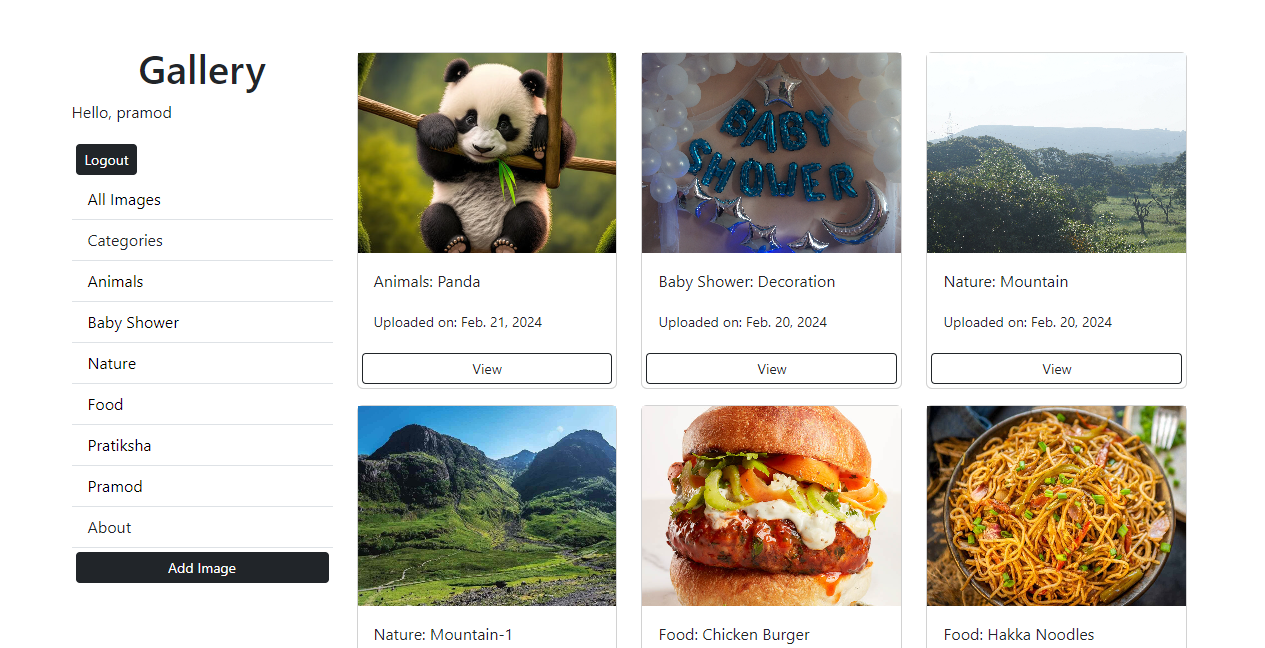 Gallery
Hello, pramod
Logout
All Images
Categories
Animals
Baby Shower
Nature
Food
Pratiksha
Pramod
About
Add Image
BABY
SHOWER
Animals: Panda
Uploaded on: Feb. 21, 2024
View
Baby Shower: Decoration
Uploaded on: Feb. 20, 2024
View
Nature: Mountain
Uploaded on: Feb. 20, 2024
View
Nature: Mountain-1
Food: Chicken Burger
Food: Hakka Noodles